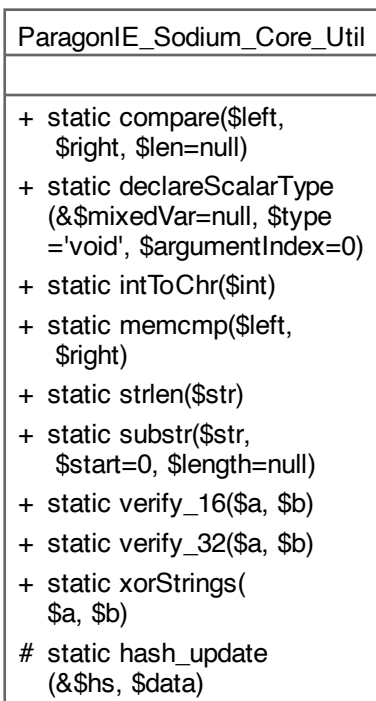 ParagonIE_Sodium_Core_Util
+ static compare($left,
$right, $len=null)
+ static declareScalarType
(&$mixedVar=null, $type
='void', $argumentIndex=0)
+ static intToChr($int)
+ static memcmp($left,
$right)
+ static strlen($str)
+ static substr($str,
$start=0, $length=null)
+ static verify_16($a, $b)
+ static verify_32($a, $b)
+ static xorStrings(
$a, $b)
# static hash_update
(&$hs, $data)